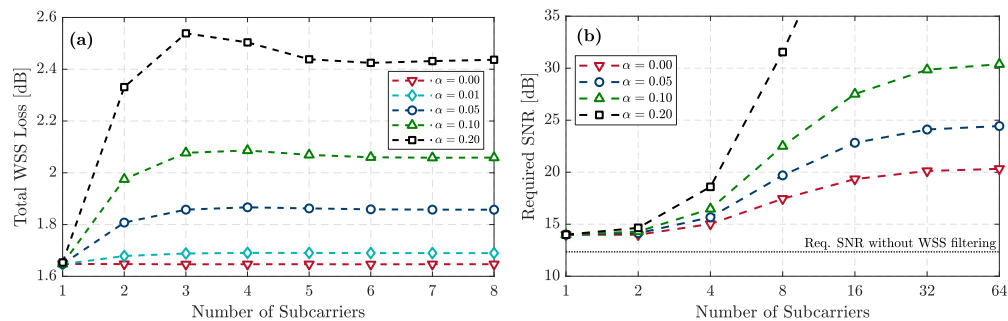 (a)
Total WSS Loss [dB]
2.6
2.4
2.2
2
1.8
1.6
α = 0.00
α = 0.01
α = 0.05
α = 0.10
α = 0.20
1 2 3 4 5 6 7 8
Number of Subcarriers
(b)
Required SNR [dB]
35
30
25
20
15
10
α = 0.00
α = 0.05
α = 0.10
α = 0.20
Req. SNR without WSS filtering
1 2 4 8 16 32 64
Number of Subcarriers